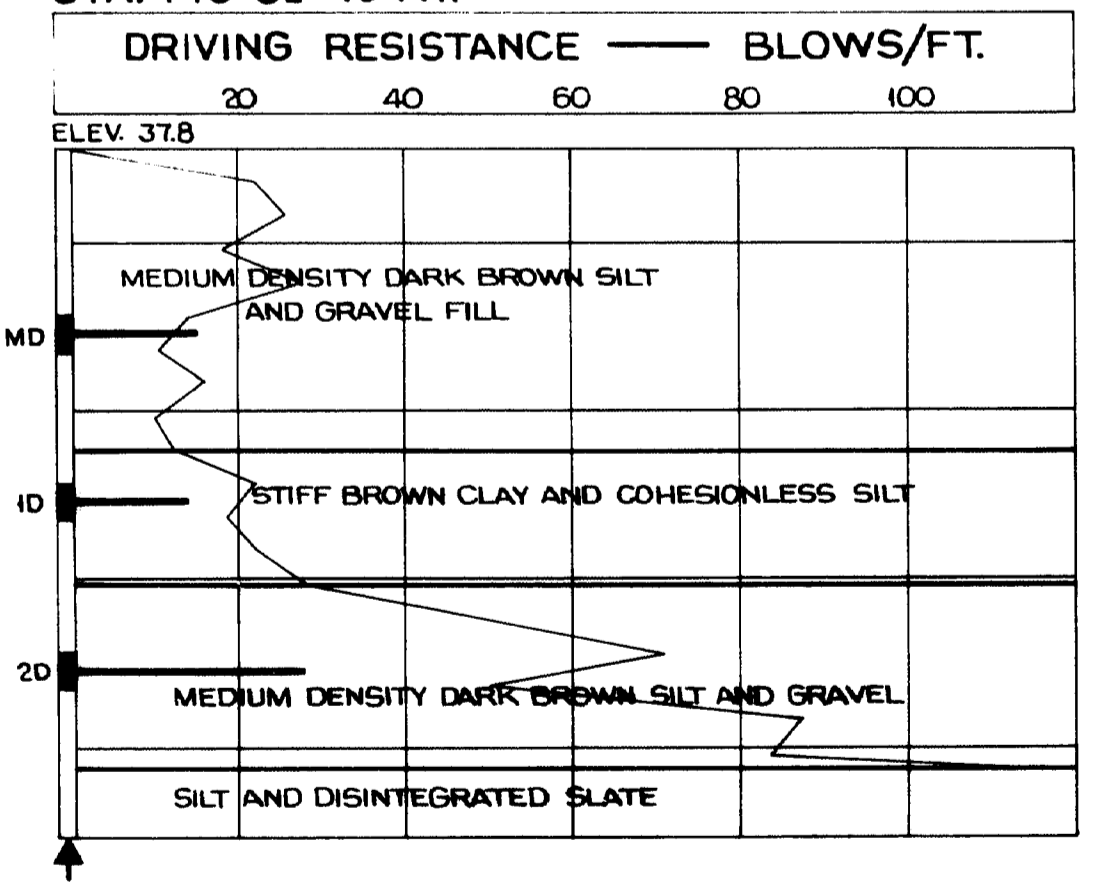 DRIVING RESISTANCE — BLOWS/FT.
20 40 60 80 100
ELEV. 37.8
MEDIUM DENSITY DARK BROWN SILT
AND GRAVEL FILL
MD
1D
STIFF BROWN CLAY AND COHESIONLESS SILT
2D
MEDIUM DENSITY DARK BROWN SILT AND GRAVEL
SILT AND DISINTEGRATED SLATE